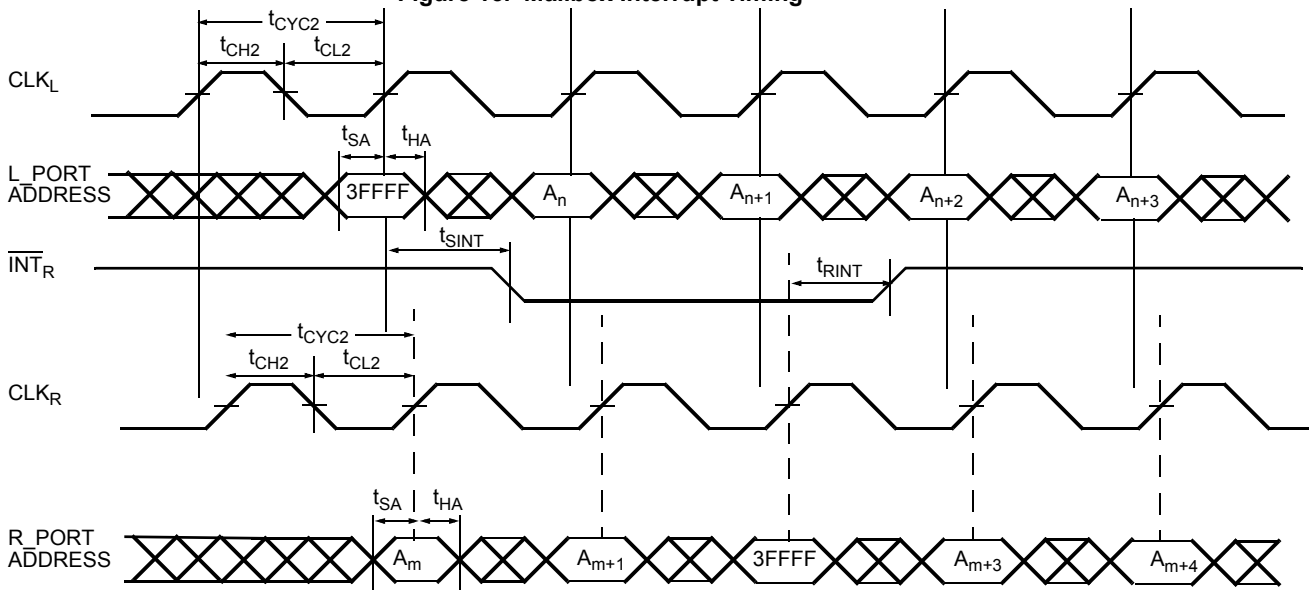 Mailbox Interrupt Timing
tCYC2
tCH2 tCL2
CLKL
tSA tHA
L_PORT
ADDRESS
3FFFF An An+1 An+2 An+3
tSINT
INTR
tRINT
tCYC2
tCH2 tCL2
CLKR
tSA tHA
R_PORT
ADDRESS
Am Am+1 3FFFF Am+3 Am+4